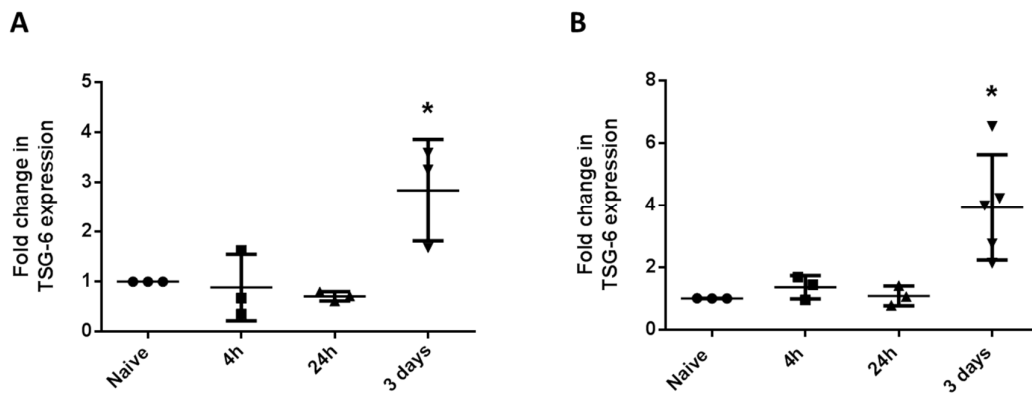 A
B
Fold change in
TSG-6 expression
5
4
3
2
1
0
*
Naive
4h
24h
3 days
Fold change in
TSG-6 expression
8
6
4
2
0
*
Naive
4h
24h
3 days